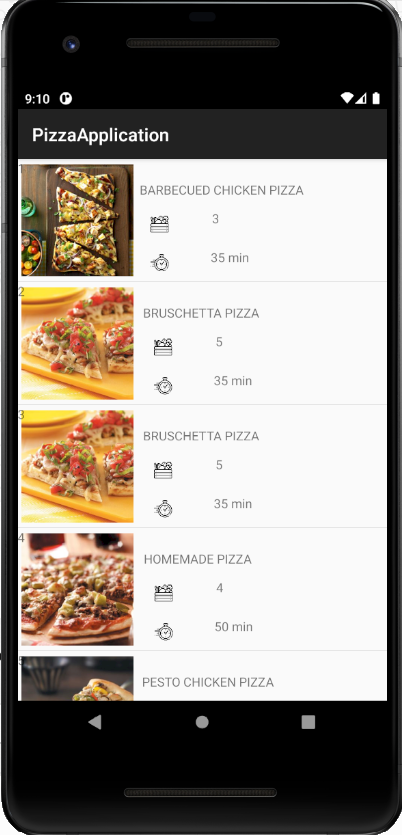 9:10
PizzaApplication
BARBECUED CHICKEN PIZZA
3
35 min
2
BRUSCHETTA PIZZA
5
35 min
3
BRUSCHETTA PIZZA
5
35 min
4
HOMEMADE PIZZA
4
50 min
5
PESTO CHICKEN PIZZA